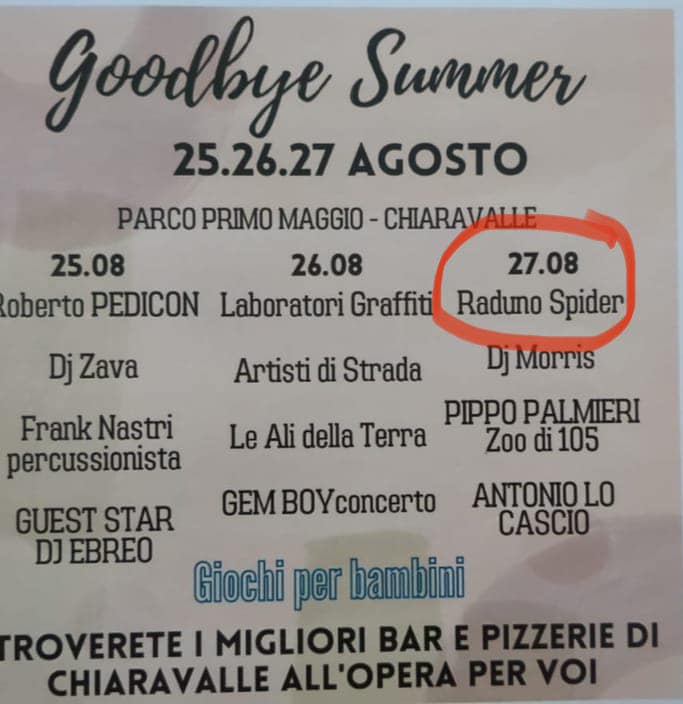 Goodbye Summer
25.26.27 AGOSTO
PARCO PRIMO MAGGIO - CHIARAVALLE
25.08
Roberto PEDICON
Dj Zava
Frank Nastri
percussionista
GUEST STAR
DJ EBREO
26.08
Laboratori Graffiti
Artisti di Strada
Le Ali della Terra
GEM BOYconcerto
27.08
Raduno Spider
Dj Morris
PIPPO PALMIERI
Zoo di 105
ANTONIO LO
CASCIO
Giochi per bambini
TROVERETE I MIGLIORI BAR E PIZZERIE DI
CHIARAVALLE ALL'OPERA PER VOI